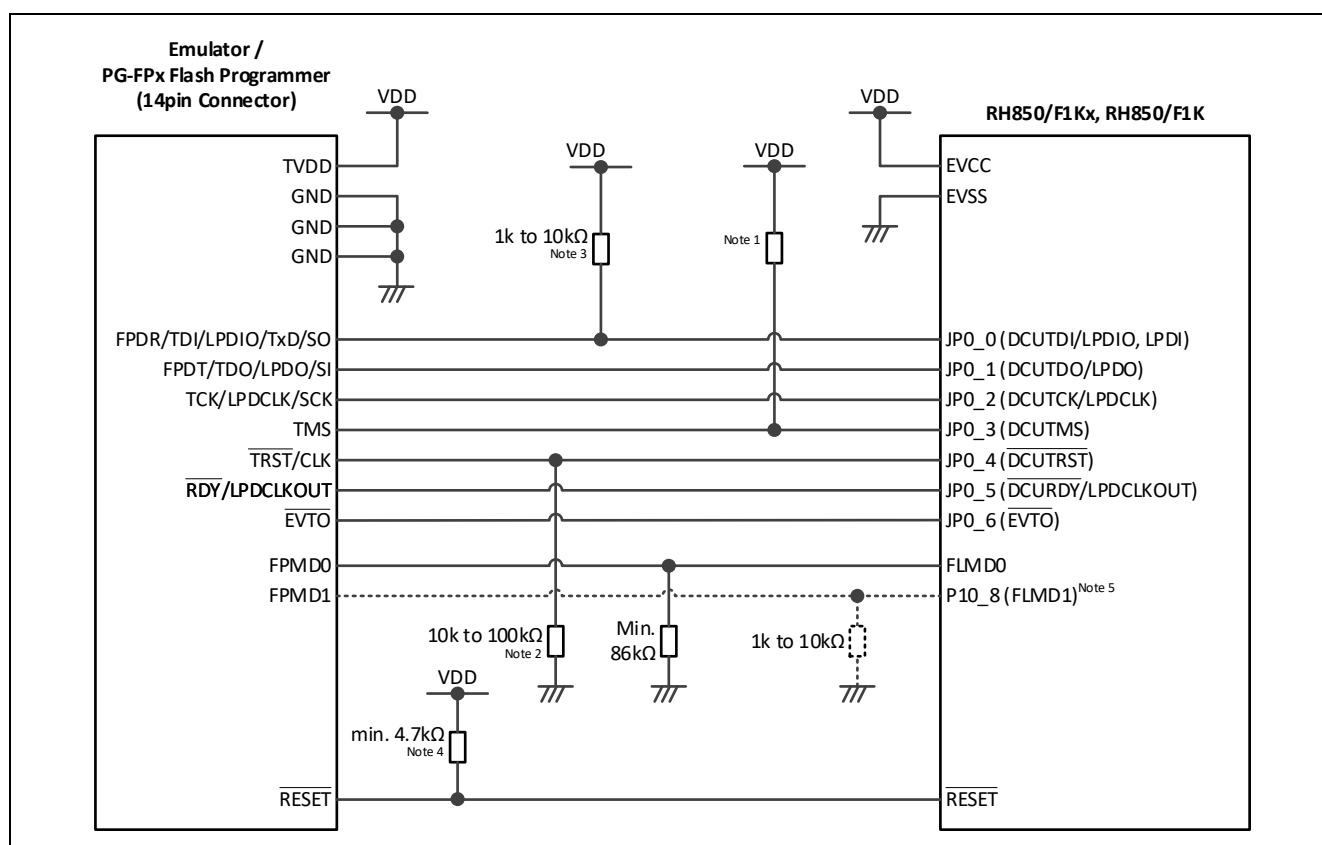 Emulator /
PG-FPx Flash Programmer
(14pin Connector)
VDD
VDD
RH850/F1Kx, RH850/F1K
VDD
VDD
TVDD
EVCC
GND
EVSS
GND
GND
1k to 10kΩ
Note 3
Note 1
FPDR/TDI/LPDIO/TxD/SO
JP0_0 (DCUTDI/LPDIO, LPDI)
FPDT/TDO/LPDO/SI
JP0_1 (DCUTDO/LPDO)
TCK/LPDCLK/SCK
JP0_2 (DCUTCK/LPDCLK)
TMS
JP0_3 (DCUTMS)
TRST/CLK
JP0_4 (DCUTRST)
RDY/LPDCLKOUT
JP0_5 (DCURDY/LPDCLKOUT)
EVTO
JP0_6 (EVTO)
FPMD0
FLMD0
FPMD1
P10_8 (FLMD1) Note 5
10k to 100kΩ
Note 2
Min.
86kΩ
1k to 10kΩ
VDD
min. 4.7kΩ
Note 4
RESET
RESET